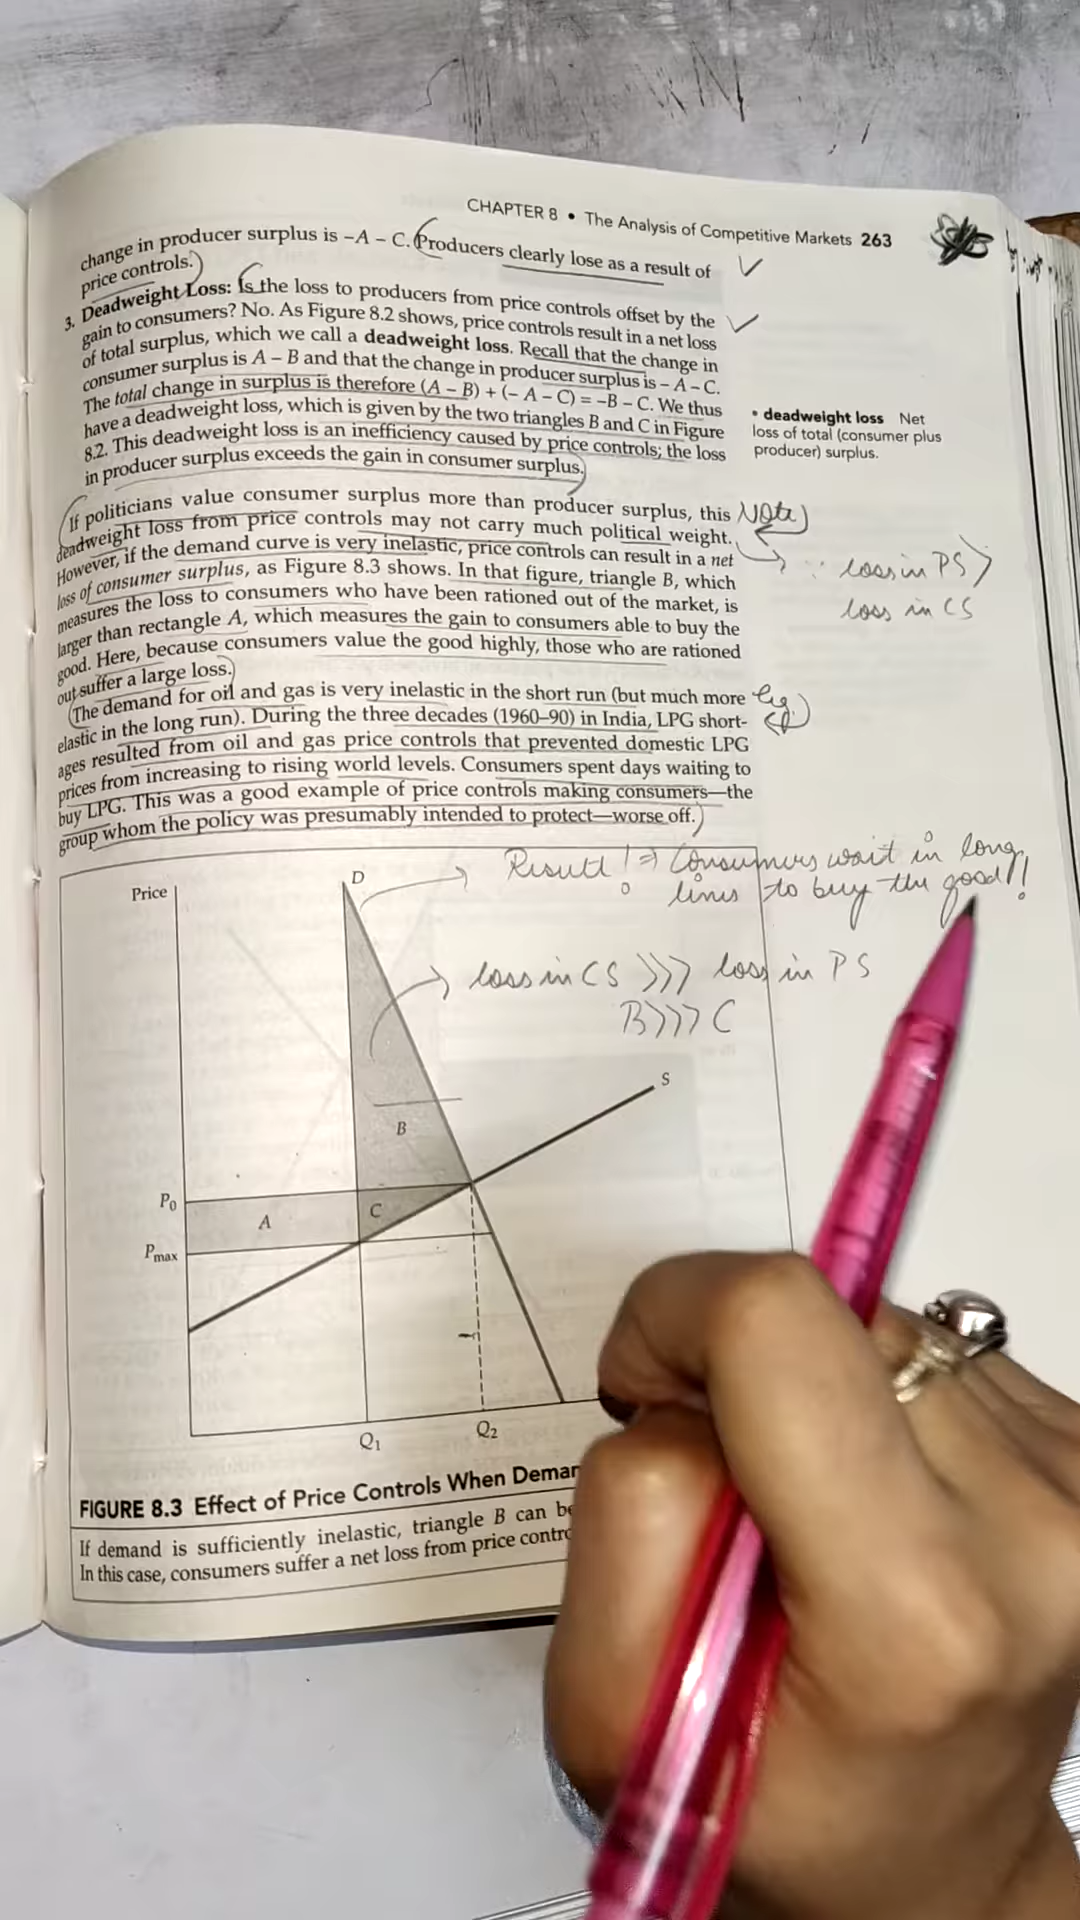 CHAPTER 8 • The Analysis of Competitive Markets 263
change in producer surplus is –A – C. Producers clearly lose as a result of
price controls.
3. Deadweight Loss: Is the loss to producers from price controls offset by the
gain to consumers? No. As Figure 8.2 shows, price controls result in a net loss
of total surplus, which we call a deadweight loss. Recall that the change in
consumer surplus is A – B and that the change in producer surplus is – A – C.
The total change in surplus is therefore (A – B) + (– A – C) = –B – C. We thus
have a deadweight loss, which is given by the two triangles B and C in Figure
8.2. This deadweight loss is an inefficiency caused by price controls; the loss
in producer surplus exceeds the gain in consumer surplus.
• deadweight loss Net
loss of total (consumer plus
producer) surplus.
If politicians value consumer surplus more than producer surplus, this
deadweight loss from price controls may not carry much political weight.
However, if the demand curve is very inelastic, price controls can result in a net
loss of consumer surplus, as Figure 8.3 shows. In that figure, triangle B, which
measures the loss to consumers who have been rationed out of the market, is
larger than rectangle A, which measures the gain to consumers able to buy the
good. Here, because consumers value the good highly, those who are rationed
out suffer a large loss.
Note
loss in PS >
loss in CS
The demand for oil and gas is very inelastic in the short run (but much more
elastic in the long run). During the three decades (1960–90) in India, LPG short-
ages resulted from oil and gas price controls that prevented domestic LPG
prices from increasing to rising world levels. Consumers spent days waiting to
buy LPG. This was a good example of price controls making consumers—the
group whom the policy was presumably intended to protect—worse off.
Result ! ⇒ Consumers wait in long
lines to buy the good!!
loss in CS >>> loss in PS
B >>> C
Price
D
S
B
P0
A
C
Pmax
Q1
Q2
FIGURE 8.3 Effect of Price Controls When
If demand is sufficiently inelastic, triangle B can
In this case, consumers suffer a net loss from price